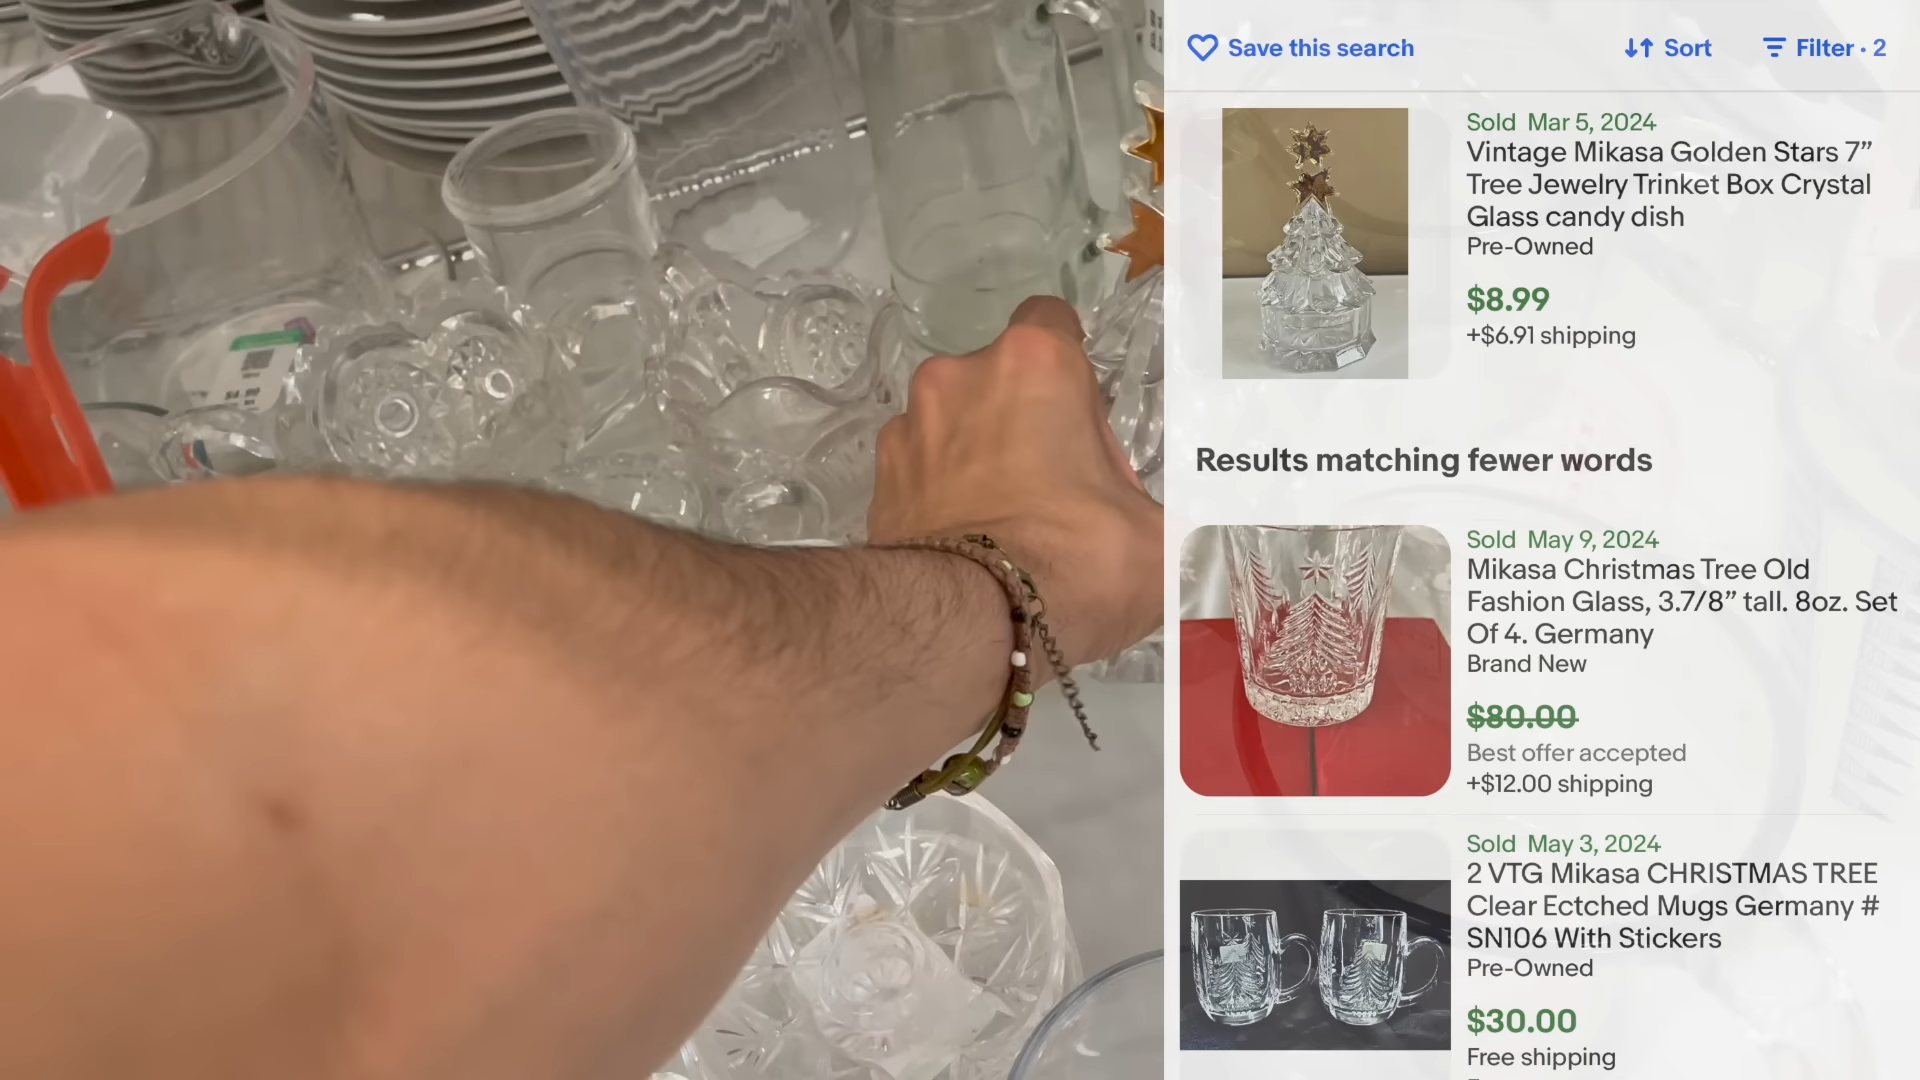 Save this search
Sort
Filter · 2
Sold Mar 5, 2024
Vintage Mikasa Golden Stars 7”
Tree Jewelry Trinket Box Crystal
Glass candy dish
Pre-Owned
$8.99
+$6.91 shipping
Results matching fewer words
Sold May 9, 2024
Mikasa Christmas Tree Old
Fashion Glass, 3.7/8” tall. 8oz. Set
Of 4. Germany
Brand New
$80.00
Best offer accepted
+$12.00 shipping
Sold May 3, 2024
2 VTG Mikasa CHRISTMAS TREE
Clear Ectched Mugs Germany #
SN106 With Stickers
Pre-Owned
$30.00
Free shipping